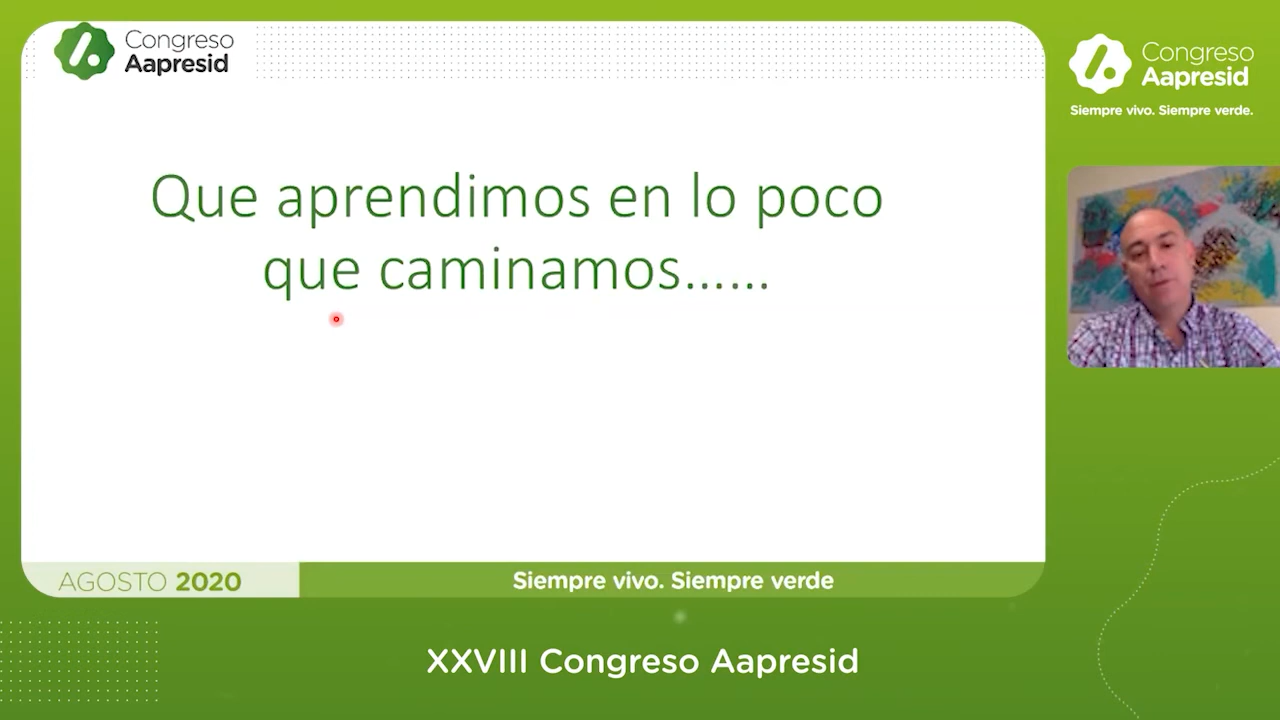 Congreso
Aapresid
Congreso
Aapresid
Siempre vivo. Siempre verde.
Que aprendimos en lo poco
que caminamos......
AGOSTO 2020
Siempre vivo. Siempre verde
XXVIII Congreso Aapresid